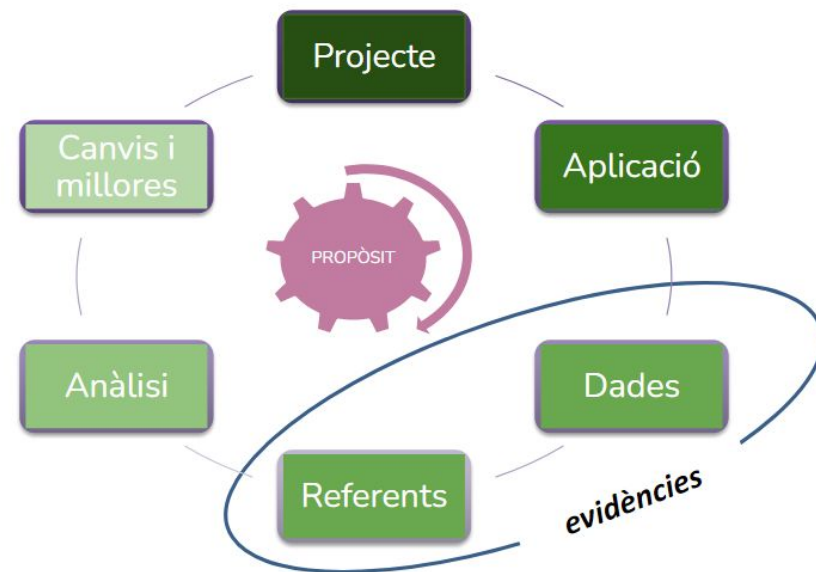 Projecte
Canvis i
millores
Aplicació
PROPÒSIT
Anàlisi
Dades
Referents
evidències